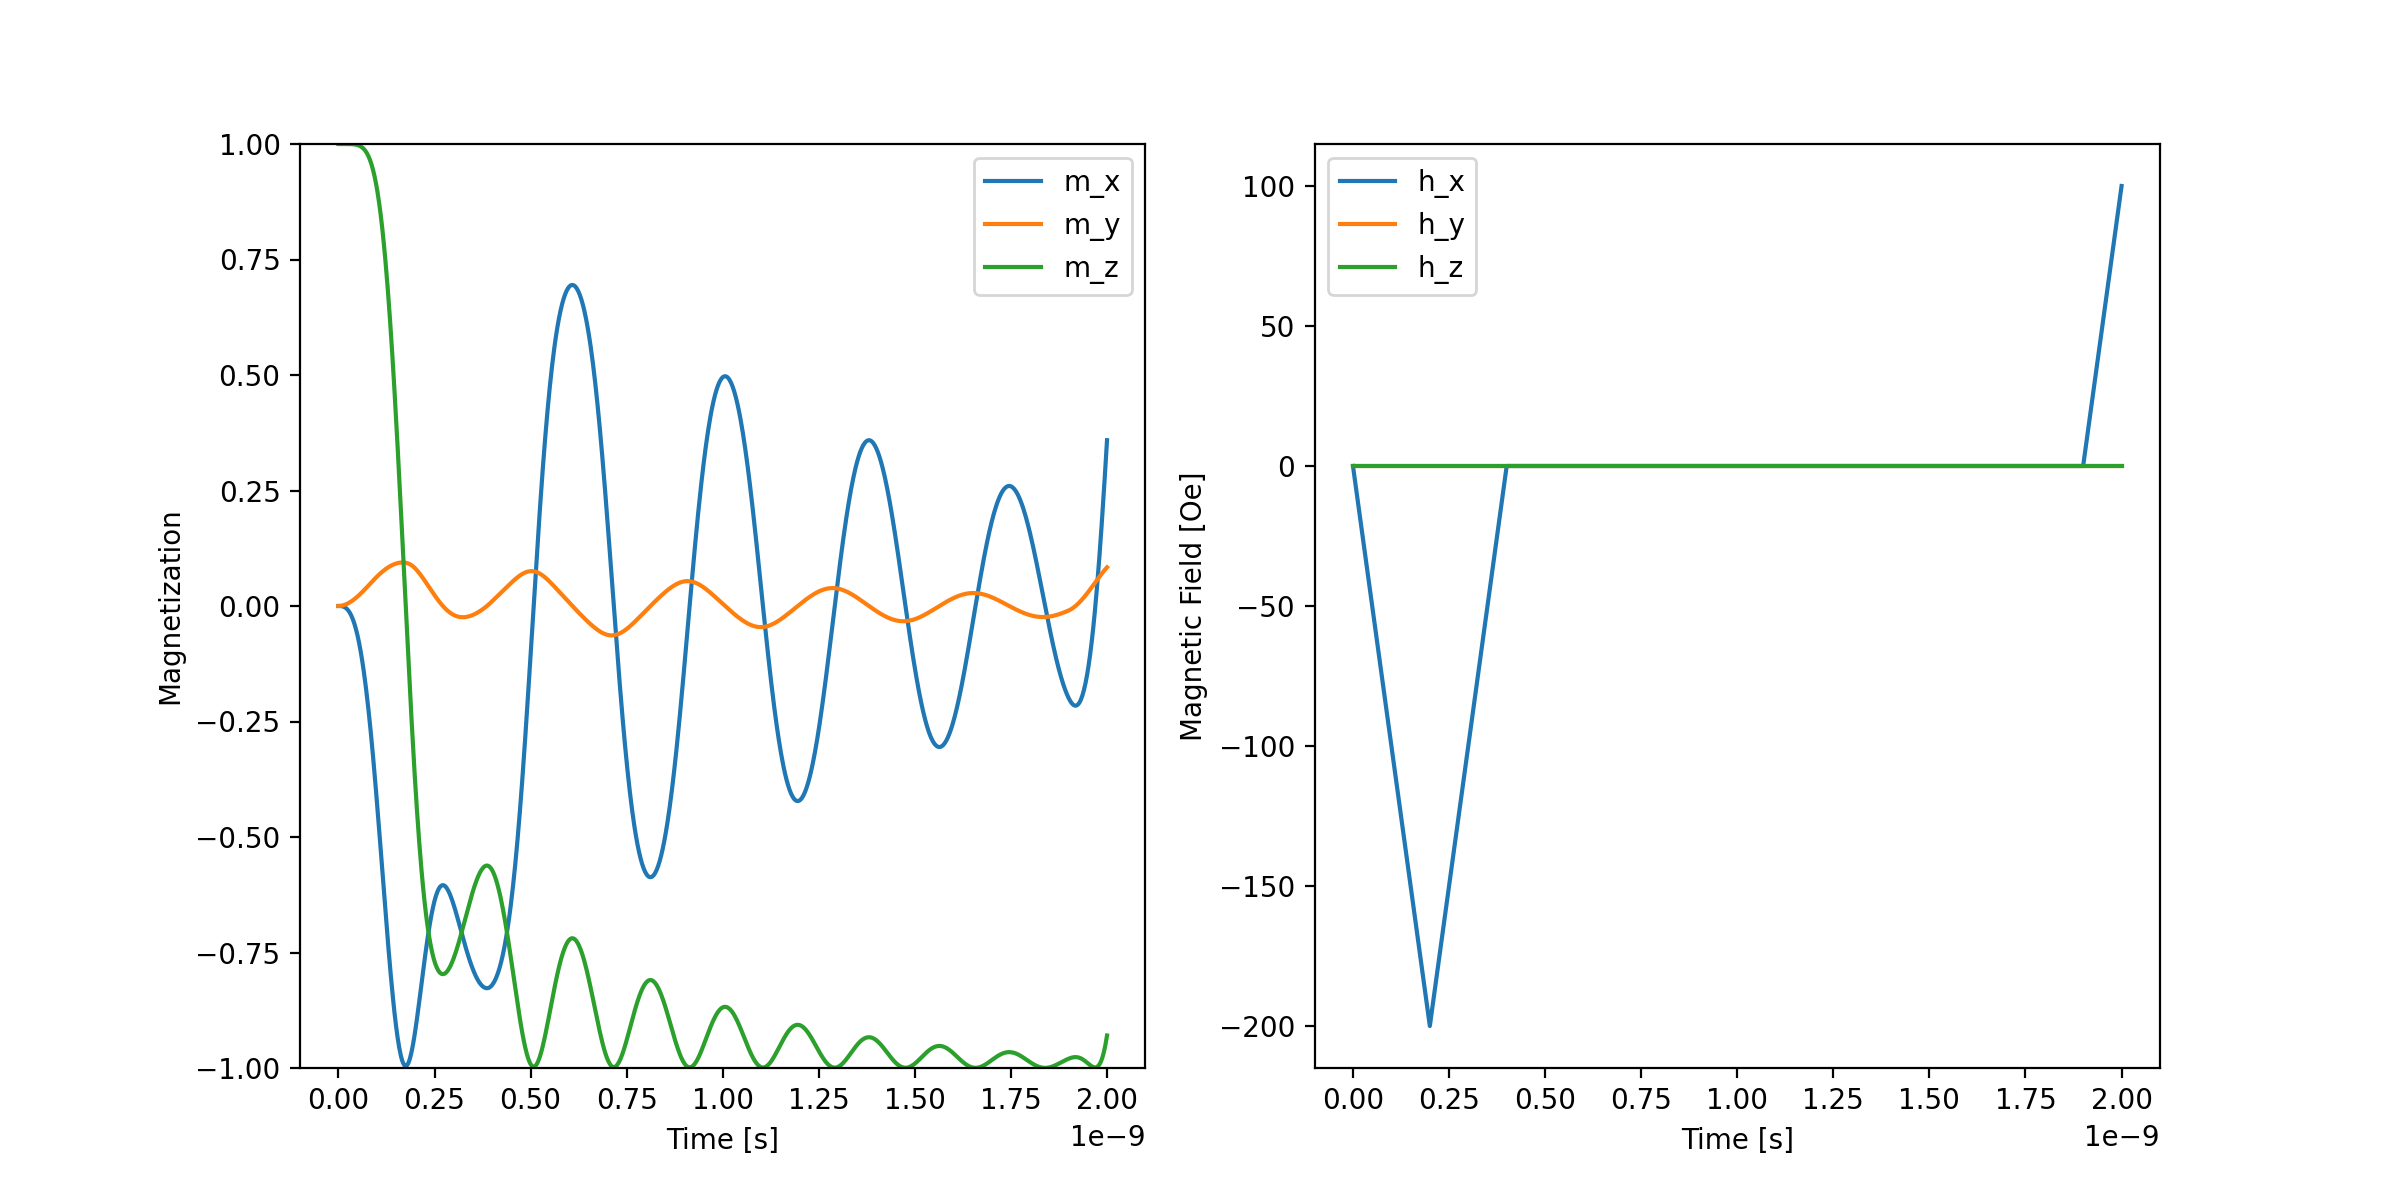 1.00
0.75
0.50
0.25
0.00
−0.25
−0.50
−0.75
−1.00
Magnetization
m_x
m_y
m_z
0.00 0.25 0.50 0.75 1.00 1.25 1.50 1.75 2.00
Time [s]
1e−9
100
50
0
−50
−100
−150
−200
Magnetic Field [Oe]
h_x
h_y
h_z
0.00 0.25 0.50 0.75 1.00 1.25 1.50 1.75 2.00
Time [s]
1e−9